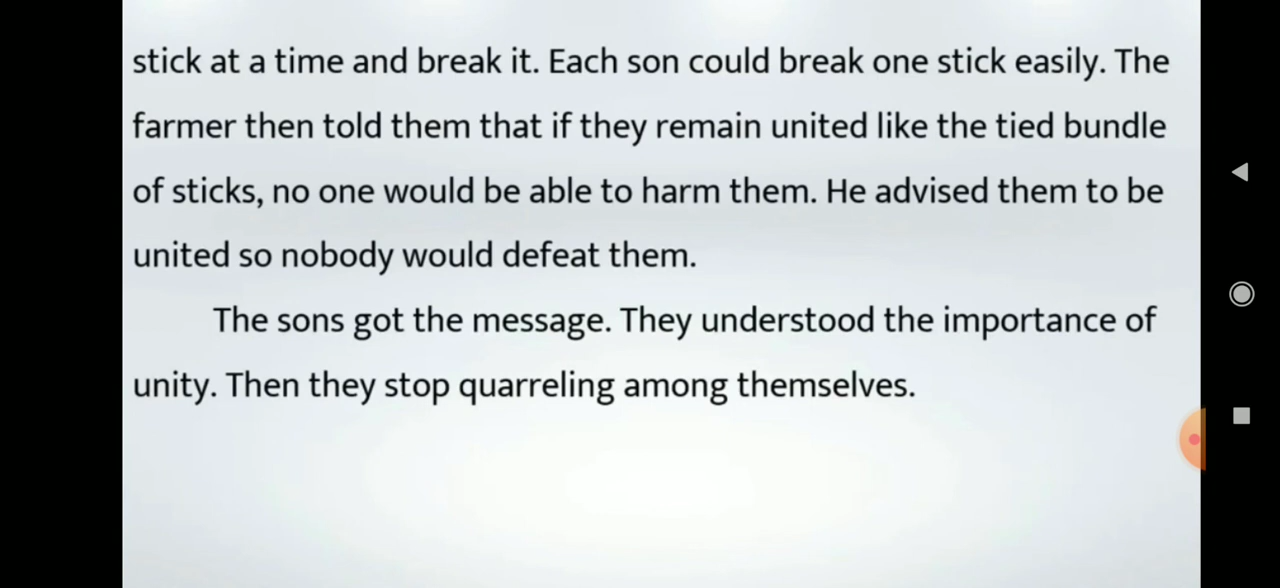 stick at a time and break it. Each son could break one stick easily. The
farmer then told them that if they remain united like the tied bundle
of sticks, no one would be able to harm them. He advised them to be
united so nobody would defeat them.
The sons got the message. They understood the importance of
unity. Then they stop quarreling among themselves.